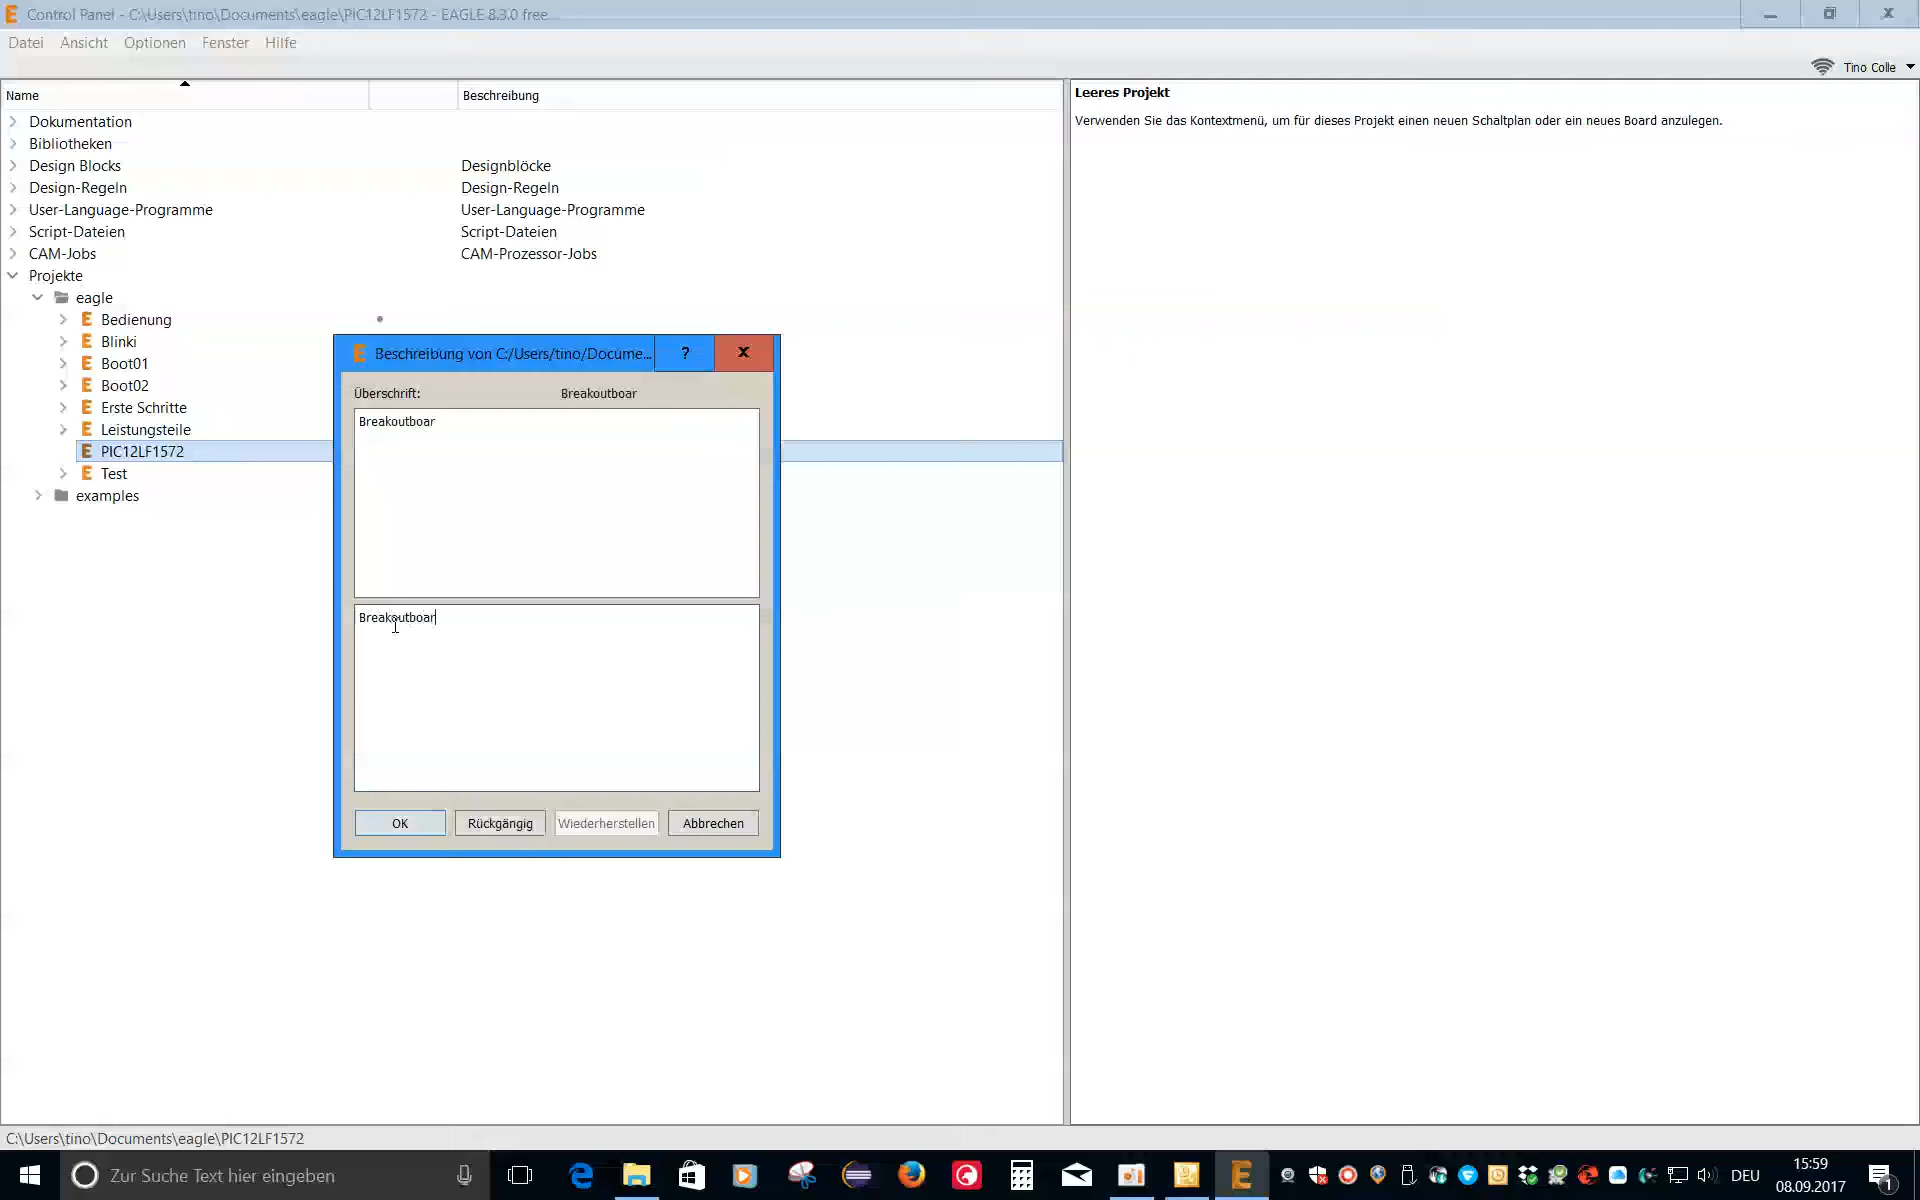 Control Panel - C:\Users\tino\Documents\eagle\PIC12LF1572 - EAGLE 8.3.0 free
Datei Ansicht Optionen Fenster Hilfe
Tino Colle
Name Beschreibung
Dokumentation
Bibliotheken
Design Blocks Designblöcke
Design-Regeln Design-Regeln
User-Language-Programme User-Language-Programme
Script-Dateien Script-Dateien
CAM-Jobs CAM-Prozessor-Jobs
Projekte
eagle
Bedienung
Blinki
Boot01
Boot02
Erste Schritte
Leistungsteile
PIC12LF1572
Test
examples
Leeres Projekt
Verwenden Sie das Kontextmenü, um für dieses Projekt einen neuen Schaltplan oder ein neues Board anzulegen.
Beschreibung von C:/Users/tino/Docume...
Überschrift: Breakoutboar
Breakoutboar
Breakoutboar
OK Rückgängig Wiederherstellen Abbrechen
C:\Users\tino\Documents\eagle\PIC12LF1572
Zur Suche Text hier eingeben
DEU
15:59
08.09.2017
1